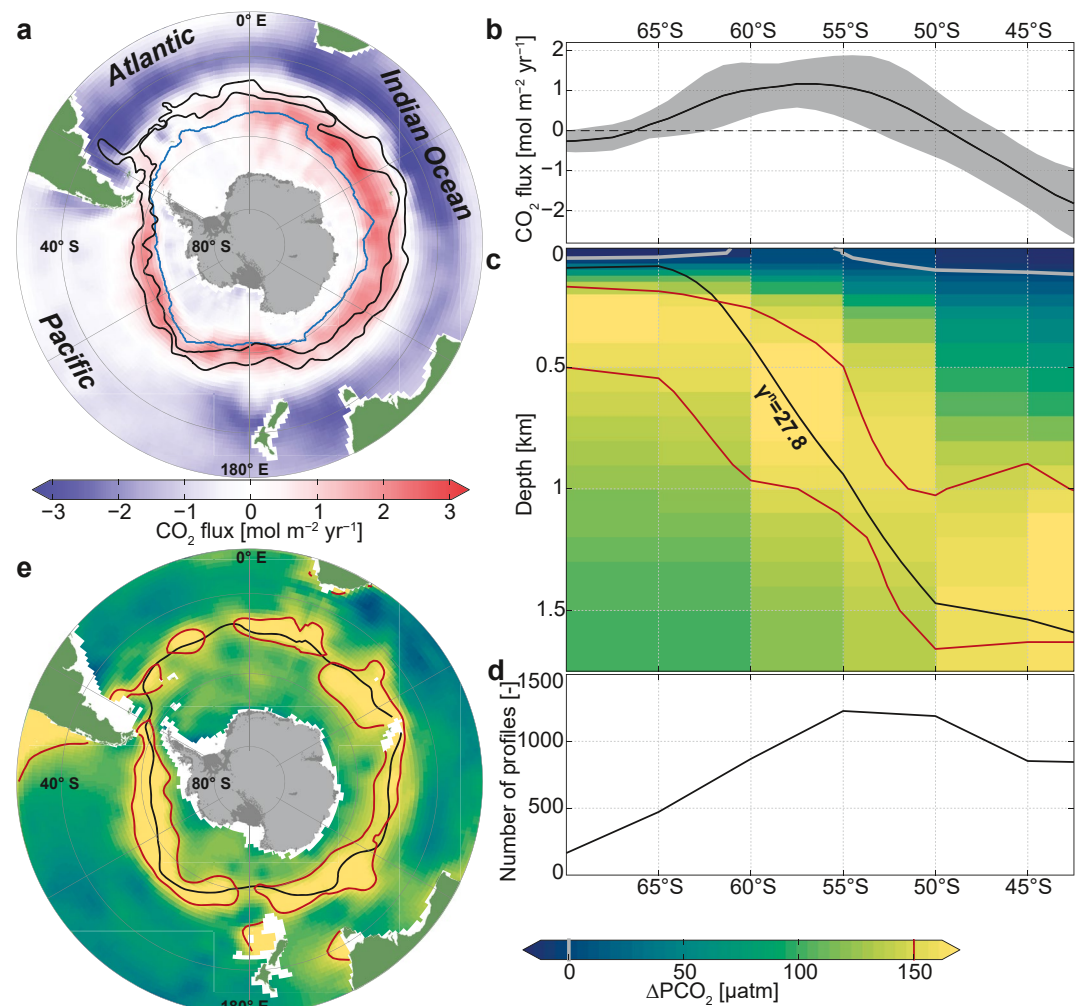 a
0° E
Atlantic
Indian Ocean
40° S
80° S
Pacific
180° E
−3 −2 −1 0 1 2 3
CO₂ flux [mol m⁻² yr⁻¹]
b
65°S 60°S 55°S 50°S 45°S
2
1
0
−1
−2
CO₂ flux [mol m⁻² yr⁻¹]
c
0
0.5
1
1.5
Depth [km]
γⁿ=27.8
d
1500
1000
500
0
Number of profiles [-]
65°S 60°S 55°S 50°S 45°S
e
0° E
40° S
80° S
180° E
0 50 100 150
ΔPCO₂ [µatm]